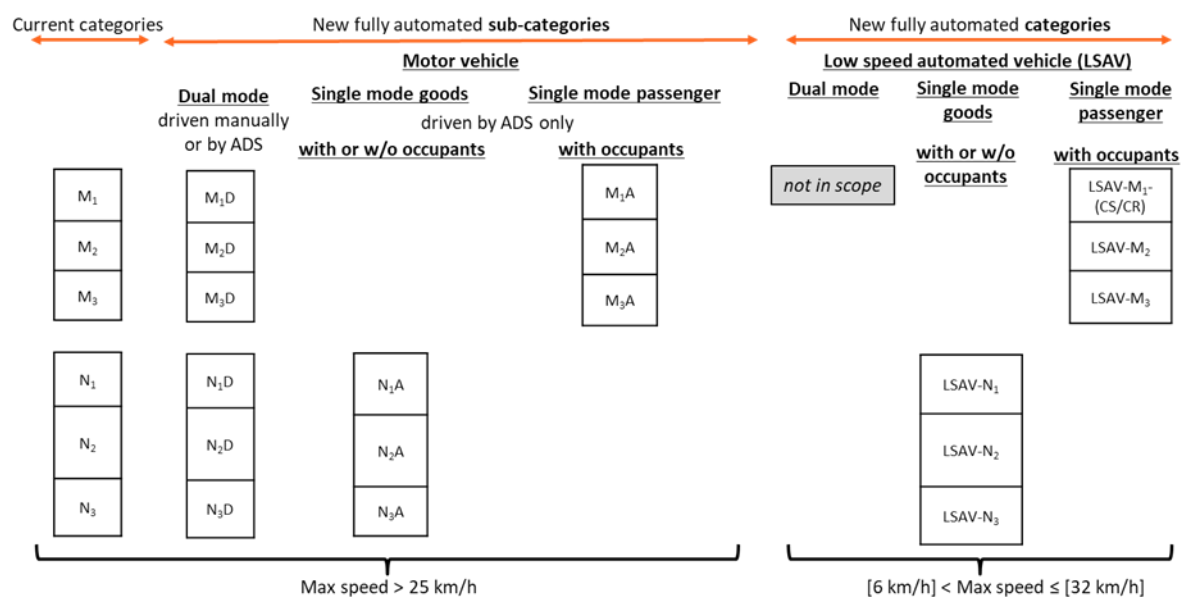 Current categories
New fully automated sub-categories
New fully automated categories
Motor vehicle
Low speed automated vehicle (LSAV)
Dual mode
driven manually
or by ADS
Single mode goods
Single mode passenger
driven by ADS only
with or w/o occupants
with occupants
Dual mode
Single mode
goods
with or w/o
occupants
Single mode
passenger
with occupants
not in scope
M₁
M₂
M₃
M₁D
M₂D
M₃D
M₁A
M₂A
M₃A
LSAV-M₁-
(CS/CR)
LSAV-M₂
LSAV-M₃
N₁
N₂
N₃
N₁D
N₂D
N₃D
N₁A
N₂A
N₃A
LSAV-N₁
LSAV-N₂
LSAV-N₃
Max speed > 25 km/h
[6 km/h] < Max speed ≤ [32 km/h]